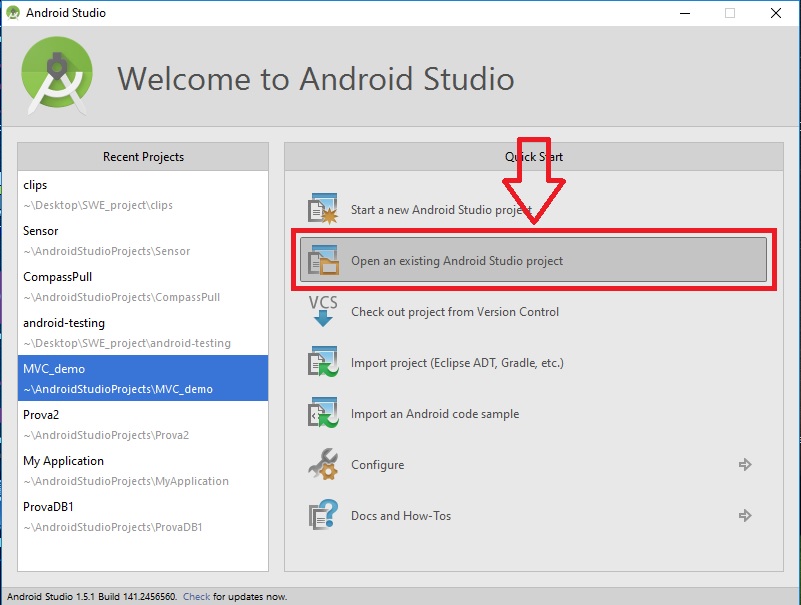 Android Studio
Welcome to Android Studio
Recent Projects
clips
~\Desktop\SWE_project\clips
Sensor
~\AndroidStudioProjects\Sensor
CompassPull
~\AndroidStudioProjects\CompassPull
android-testing
~\Desktop\SWE_project\android-testing
MVC_demo
~\AndroidStudioProjects\MVC_demo
Prova2
~\AndroidStudioProjects\Prova2
My Application
~\AndroidStudioProjects\MyApplication
ProvaDB1
~\AndroidStudioProjects\ProvaDB1
Quick Start
Start a new Android Studio project
Open an existing Android Studio project
VCS
Check out project from Version Control
Import project (Eclipse ADT, Gradle, etc.)
Import an Android code sample
Configure
Docs and How-Tos
Android Studio 1.5.1 Build 141.2456560. Check for updates now.